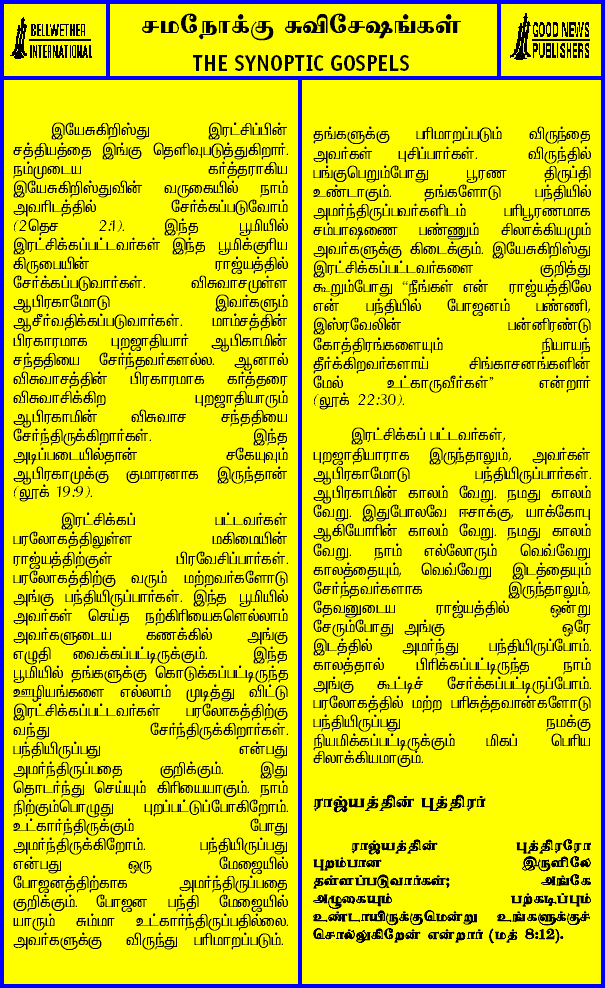 BELLWETHER
INTERNATIONAL
சமநோக்கு சுவிசேஷங்கள்
THE SYNOPTIC GOSPELS
GOOD NEWS
PUBLISHERS
இயேசுகிறிஸ்து இரட்சிப்பின்
சத்தியத்தை இங்கு தெளிவுபடுத்துகிறார்.
நம்முடைய கர்த்தராகிய
இயேசுகிறிஸ்துவின் வருகையில் நாம்
அவரிடத்தில் சேர்க்கப்படுவோம்
(2தெச 2:1). இந்த பூமியில்
இரட்சிக்கப்பட்டவர்கள் இந்த பூமிக்குரிய
கிருபையின் ராஜ்யத்தில்
சேர்க்கப்படுவார்கள். விசுவாசமுள்ள
ஆபிரகாமோடு இவர்களும்
ஆசீர்வதிக்கப்படுவார்கள். மாம்சத்தின்
பிரகாரமாக புறஜாதியார் ஆபிகாமின்
சந்ததியை சேர்ந்தவர்களல்ல. ஆனால்
விசுவாசத்தின் பிரகாரமாக கர்த்தரை
விசுவாசிக்கிற புறஜாதியாரும்
ஆபிரகாமின் விசுவாச சந்ததியை
சேர்ந்திருக்கிறார்கள். இந்த
அடிப்படையில்தான் சகேயுவும்
ஆபிரகாமுக்கு குமாரனாக இருந்தான்
(லூக் 19:9).
இரட்சிக்கப் பட்டவர்கள்
பரலோகத்திலுள்ள மகிமையின்
ராஜ்யத்திற்குள் பிரவேசிப்பார்கள்.
பரலோகத்திற்கு வரும் மற்றவர்களோடு
அங்கு பந்தியிருப்பார்கள். இந்த பூமியில்
அவர்கள் செய்த நற்கிரியைகளெல்லாம்
அவர்களுடைய கணக்கில் அங்கு
எழுதி வைக்கப்பட்டிருக்கும். இந்த
பூமியில் தங்களுக்கு கொடுக்கப்பட்டிருந்த
ஊழியங்களை எல்லாம் முடித்து விட்டு
இரட்சிக்கப்பட்டவர்கள் பரலோகத்திற்கு
வந்து சேர்ந்திருக்கிறார்கள்.
பந்தியிருப்பது என்பது
அமர்ந்திருப்பதை குறிக்கும். இது
தொடர்ந்து செய்யும் கிரியையாகும். நாம்
நிற்கும்பொழுது புறப்பட்டுப்போகிறோம்.
உட்கார்ந்திருக்கும் போது
அமர்ந்திருக்கிறோம். பந்தியிருப்பது
என்பது ஒரு மேஜையில்
போஜனத்திற்காக அமர்ந்திருப்பதை
குறிக்கும். போஜன பந்தி மேஜையில்
யாரும் சும்மா உட்கார்ந்திருப்பதில்லை.
அவர்களுக்கு விருந்து பரிமாறப்படும்.
தங்களுக்கு பரிமாறப்படும் விருந்தை
அவர்கள் புசிப்பார்கள். விருந்தில்
பங்குபெறும்போது பூரண திருப்தி
உண்டாகும். தங்களோடு பந்தியில்
அமர்ந்திருப்பவர்களிடம் பரிபூரணமாக
சம்பாஷணை பண்ணும் சிலாக்கியமும்
அவர்களுக்கு கிடைக்கும். இயேசுகிறிஸ்து
இரட்சிக்கப்பட்டவர்களை குறித்து
கூறும்போது "நீங்கள் என் ராஜ்யத்திலே
என் பந்தியில் போஜனம் பண்ணி,
இஸ்ரவேலின் பன்னிரண்டு
கோத்திரங்களையும் நியாயந்
தீர்க்கிறவர்களாய் சிங்காசனங்களின்
மேல் உட்காருவீர்கள்" என்றார்
(லூக் 22:30).
இரட்சிக்கப் பட்டவர்கள்,
புறஜாதியாராக இருந்தாலும், அவர்கள்
ஆபிரகாமோடு பந்தியிருப்பார்கள்.
ஆபிரகாமின் காலம் வேறு. நமது காலம்
வேறு. இதுபோலவே ஈசாக்கு, யாக்கோபு
ஆகியோரின் காலம் வேறு. நமது காலம்
வேறு. நாம் எல்லோரும் வெவ்வேறு
காலத்தையும், வெவ்வேறு இடத்தையும்
சேர்ந்தவர்களாக இருந்தாலும்,
தேவனுடைய ராஜ்யத்தில் ஒன்று
சேரும்போது அங்கு ஒரே
இடத்தில் அமர்ந்து பந்தியிருப்போம்.
காலத்தால் பிரிக்கப்பட்டிருந்த நாம்
அங்கு கூட்டிச் சேர்க்கப்பட்டிருப்போம்.
பரலோகத்தில் மற்ற பரிசுத்தவான்களோடு
பந்தியிருப்பது நமக்கு
நியமிக்கப்பட்டிருக்கும் மிகப் பெரிய
சிலாக்கியமாகும்.
ராஜ்யத்தின் புத்திரர்
ராஜ்யத்தின் புத்திரரோ
புறம்பான இருளிலே
தள்ளப்படுவார்கள்; அங்கே
அழுகையும் பற்கடிப்பும்
உண்டாயிருக்குமென்று உங்களுக்குச்
சொல்லுகிறேன் என்றார் (மத் 8:12).